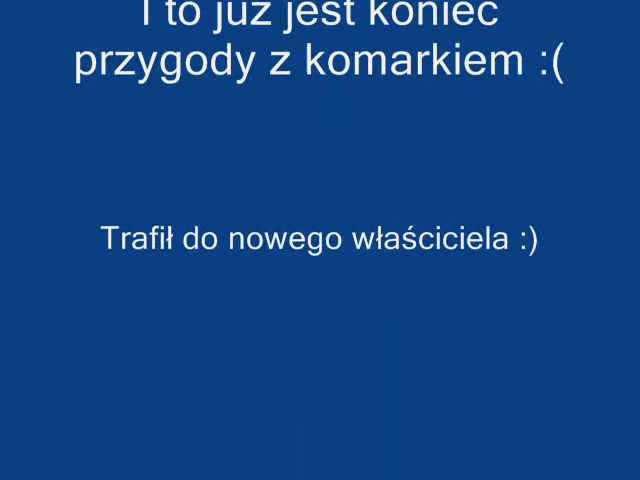 I to już jest koniec
przygody z komarkiem :(
Trafił do nowego właściciela :)